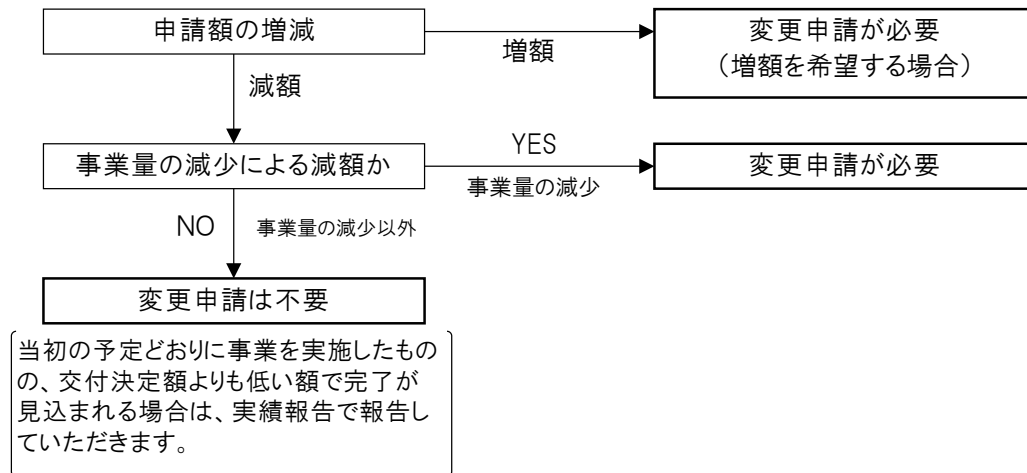 申請額の増減
増額
変更申請が必要
（増額を希望する場合）
減額
事業量の減少による減額か
YES
事業量の減少
変更申請が必要
NO
事業量の減少以外
変更申請は不要
当初の予定どおりに事業を実施したもの
の、交付決定額よりも低い額で完了が
見込まれる場合は、実績報告で報告し
ていただきます。